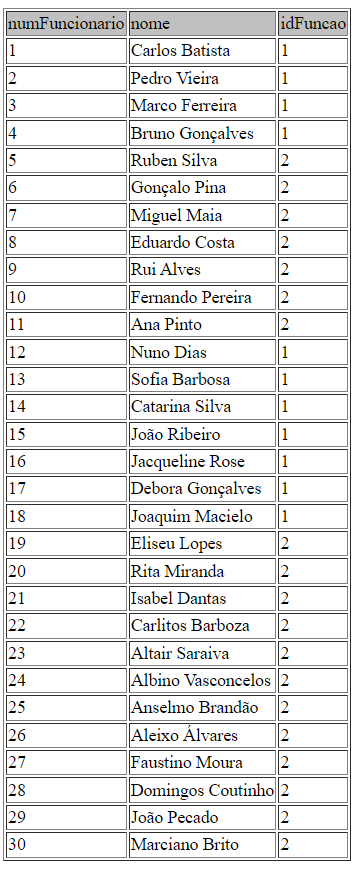 numFuncionario nome idFuncao
1 Carlos Batista 1
2 Pedro Vieira 1
3 Marco Ferreira 1
4 Bruno Gonçalves 1
5 Ruben Silva 2
6 Gonçalo Pina 2
7 Miguel Maia 2
8 Eduardo Costa 2
9 Rui Alves 2
10 Fernando Pereira 2
11 Ana Pinto 2
12 Nuno Dias 1
13 Sofia Barbosa 1
14 Catarina Silva 1
15 João Ribeiro 1
16 Jacqueline Rose 1
17 Debora Gonçalves 1
18 Joaquim Macielo 1
19 Eliseu Lopes 2
20 Rita Miranda 2
21 Isabel Dantas 2
22 Carlitos Barboza 2
23 Altair Saraiva 2
24 Albino Vasconcelos 2
25 Anselmo Brandão 2
26 Aleixo Álvares 2
27 Faustino Moura 2
28 Domingos Coutinho 2
29 João Pecado 2
30 Marciano Brito 2